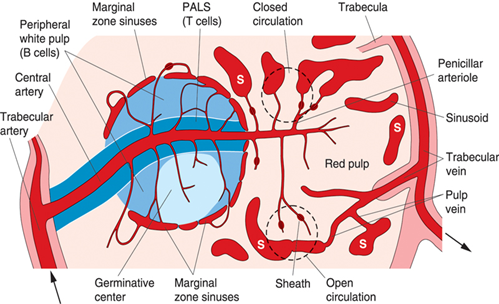 Peripheral
white pulp
(B cells)
Marginal
zone sinuses
PALS
(T cells)
Closed
circulation
Trabecula
Central
artery
Trabecular
artery
Penicillar
arteriole
Sinusoid
S
S
Red pulp
Trabecular
vein
Pulp
vein
S
S
Germinative
center
Marginal
zone sinuses
Sheath
Open
circulation